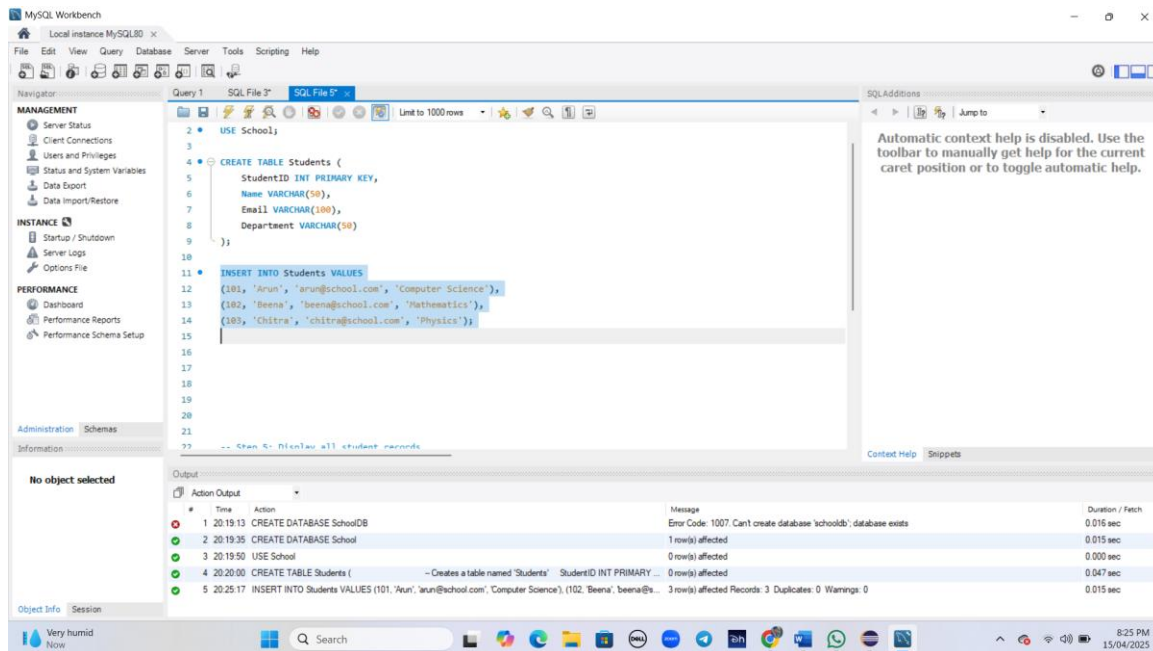 MySQL Workbench
Local instance MySQL80
File Edit View Query Database Server Tools Scripting Help
Navigator
MANAGEMENT
Server Status
Client Connections
Users and Privileges
Status and System Variables
Data Export
Data Import/Restore
INSTANCE
Startup / Shutdown
Server Logs
Options File
PERFORMANCE
Dashboard
Performance Reports
Performance Schema Setup
Administration Schemas
Information
No object selected
Object Info Session
Query 1 SQL File 3* SQL File 5*
Limit to 1000 rows
2 USE School;
3
4 CREATE TABLE Students (
5 StudentID INT PRIMARY KEY,
6 Name VARCHAR(50),
7 Email VARCHAR(100),
8 Department VARCHAR(50)
9 );
10
11 INSERT INTO Students VALUES
12 (101, 'Arun', 'arun@school.com', 'Computer Science'),
13 (102, 'Beena', 'beena@school.com', 'Mathematics'),
14 (103, 'Chitra', 'chitra@school.com', 'Physics');
15
16
17
18
19
20
21
22 -- Step 5: Display all student records
SQLAdditions
Jump to
Automatic context help is disabled. Use the
toolbar to manually get help for the current
caret position or to toggle automatic help.
Context Help Snippets
Output
Action Output
# Time Action Message Duration / Fetch
1 20:19:13 CREATE DATABASE SchoolDB Error Code: 1007. Can't create database 'schooldb'; database exists 0.016 sec
2 20:19:35 CREATE DATABASE School 1 row(s) affected 0.015 sec
3 20:19:50 USE School 0 row(s) affected 0.000 sec
4 20:20:00 CREATE TABLE Students ( -- Creates a table named 'Students' StudentID INT PRIMARY ... 0 row(s) affected 0.047 sec
5 20:25:17 INSERT INTO Students VALUES (101, 'Arun', 'arun@school.com', 'Computer Science'), (102, 'Beena', 'beena@s... 3 row(s) affected Records: 3 Duplicates: 0 Warnings: 0 0.015 sec
Very humid
Now
Search
DELL
zoom
ah
8:25 PM
15/04/2025